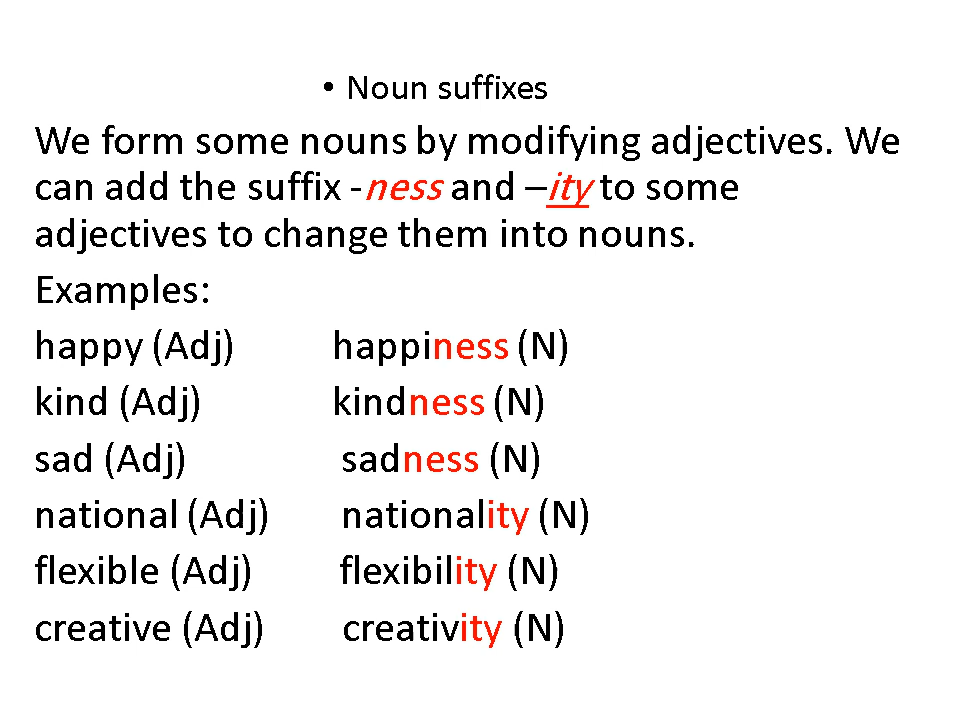 • Noun suffixes
We form some nouns by modifying adjectives. We
can add the suffix -ness and –ity to some
adjectives to change them into nouns.
Examples:
happy (Adj) happiness (N)
kind (Adj) kindness (N)
sad (Adj) sadness (N)
national (Adj) nationality (N)
flexible (Adj) flexibility (N)
creative (Adj) creativity (N)